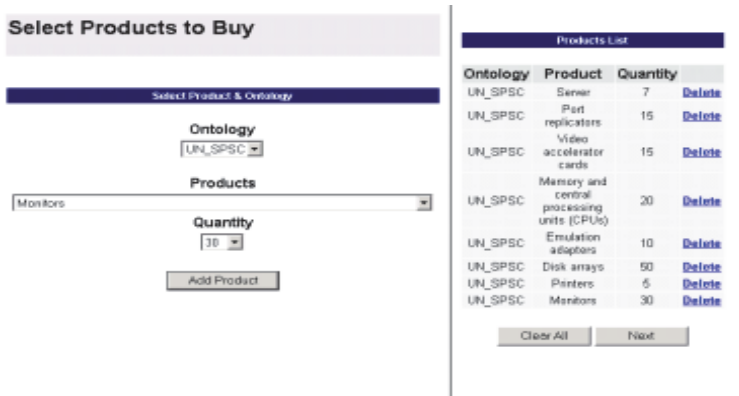 Select Products to Buy
Select Product & Ontology
Ontology
UN_SPSC
Products
Monitors
Quantity
30
Add Product
Products List
Ontology Product Quantity
UN_SPSC Server 7 Delete
UN_SPSC Port replicators 15 Delete
UN_SPSC Video accelerator cards 15 Delete
UN_SPSC Memory and central processing units (CPUs) 20 Delete
UN_SPSC Emulation adapters 10 Delete
UN_SPSC Disk arrays 50 Delete
UN_SPSC Printers 5 Delete
UN_SPSC Monitors 30 Delete
Clear All Next